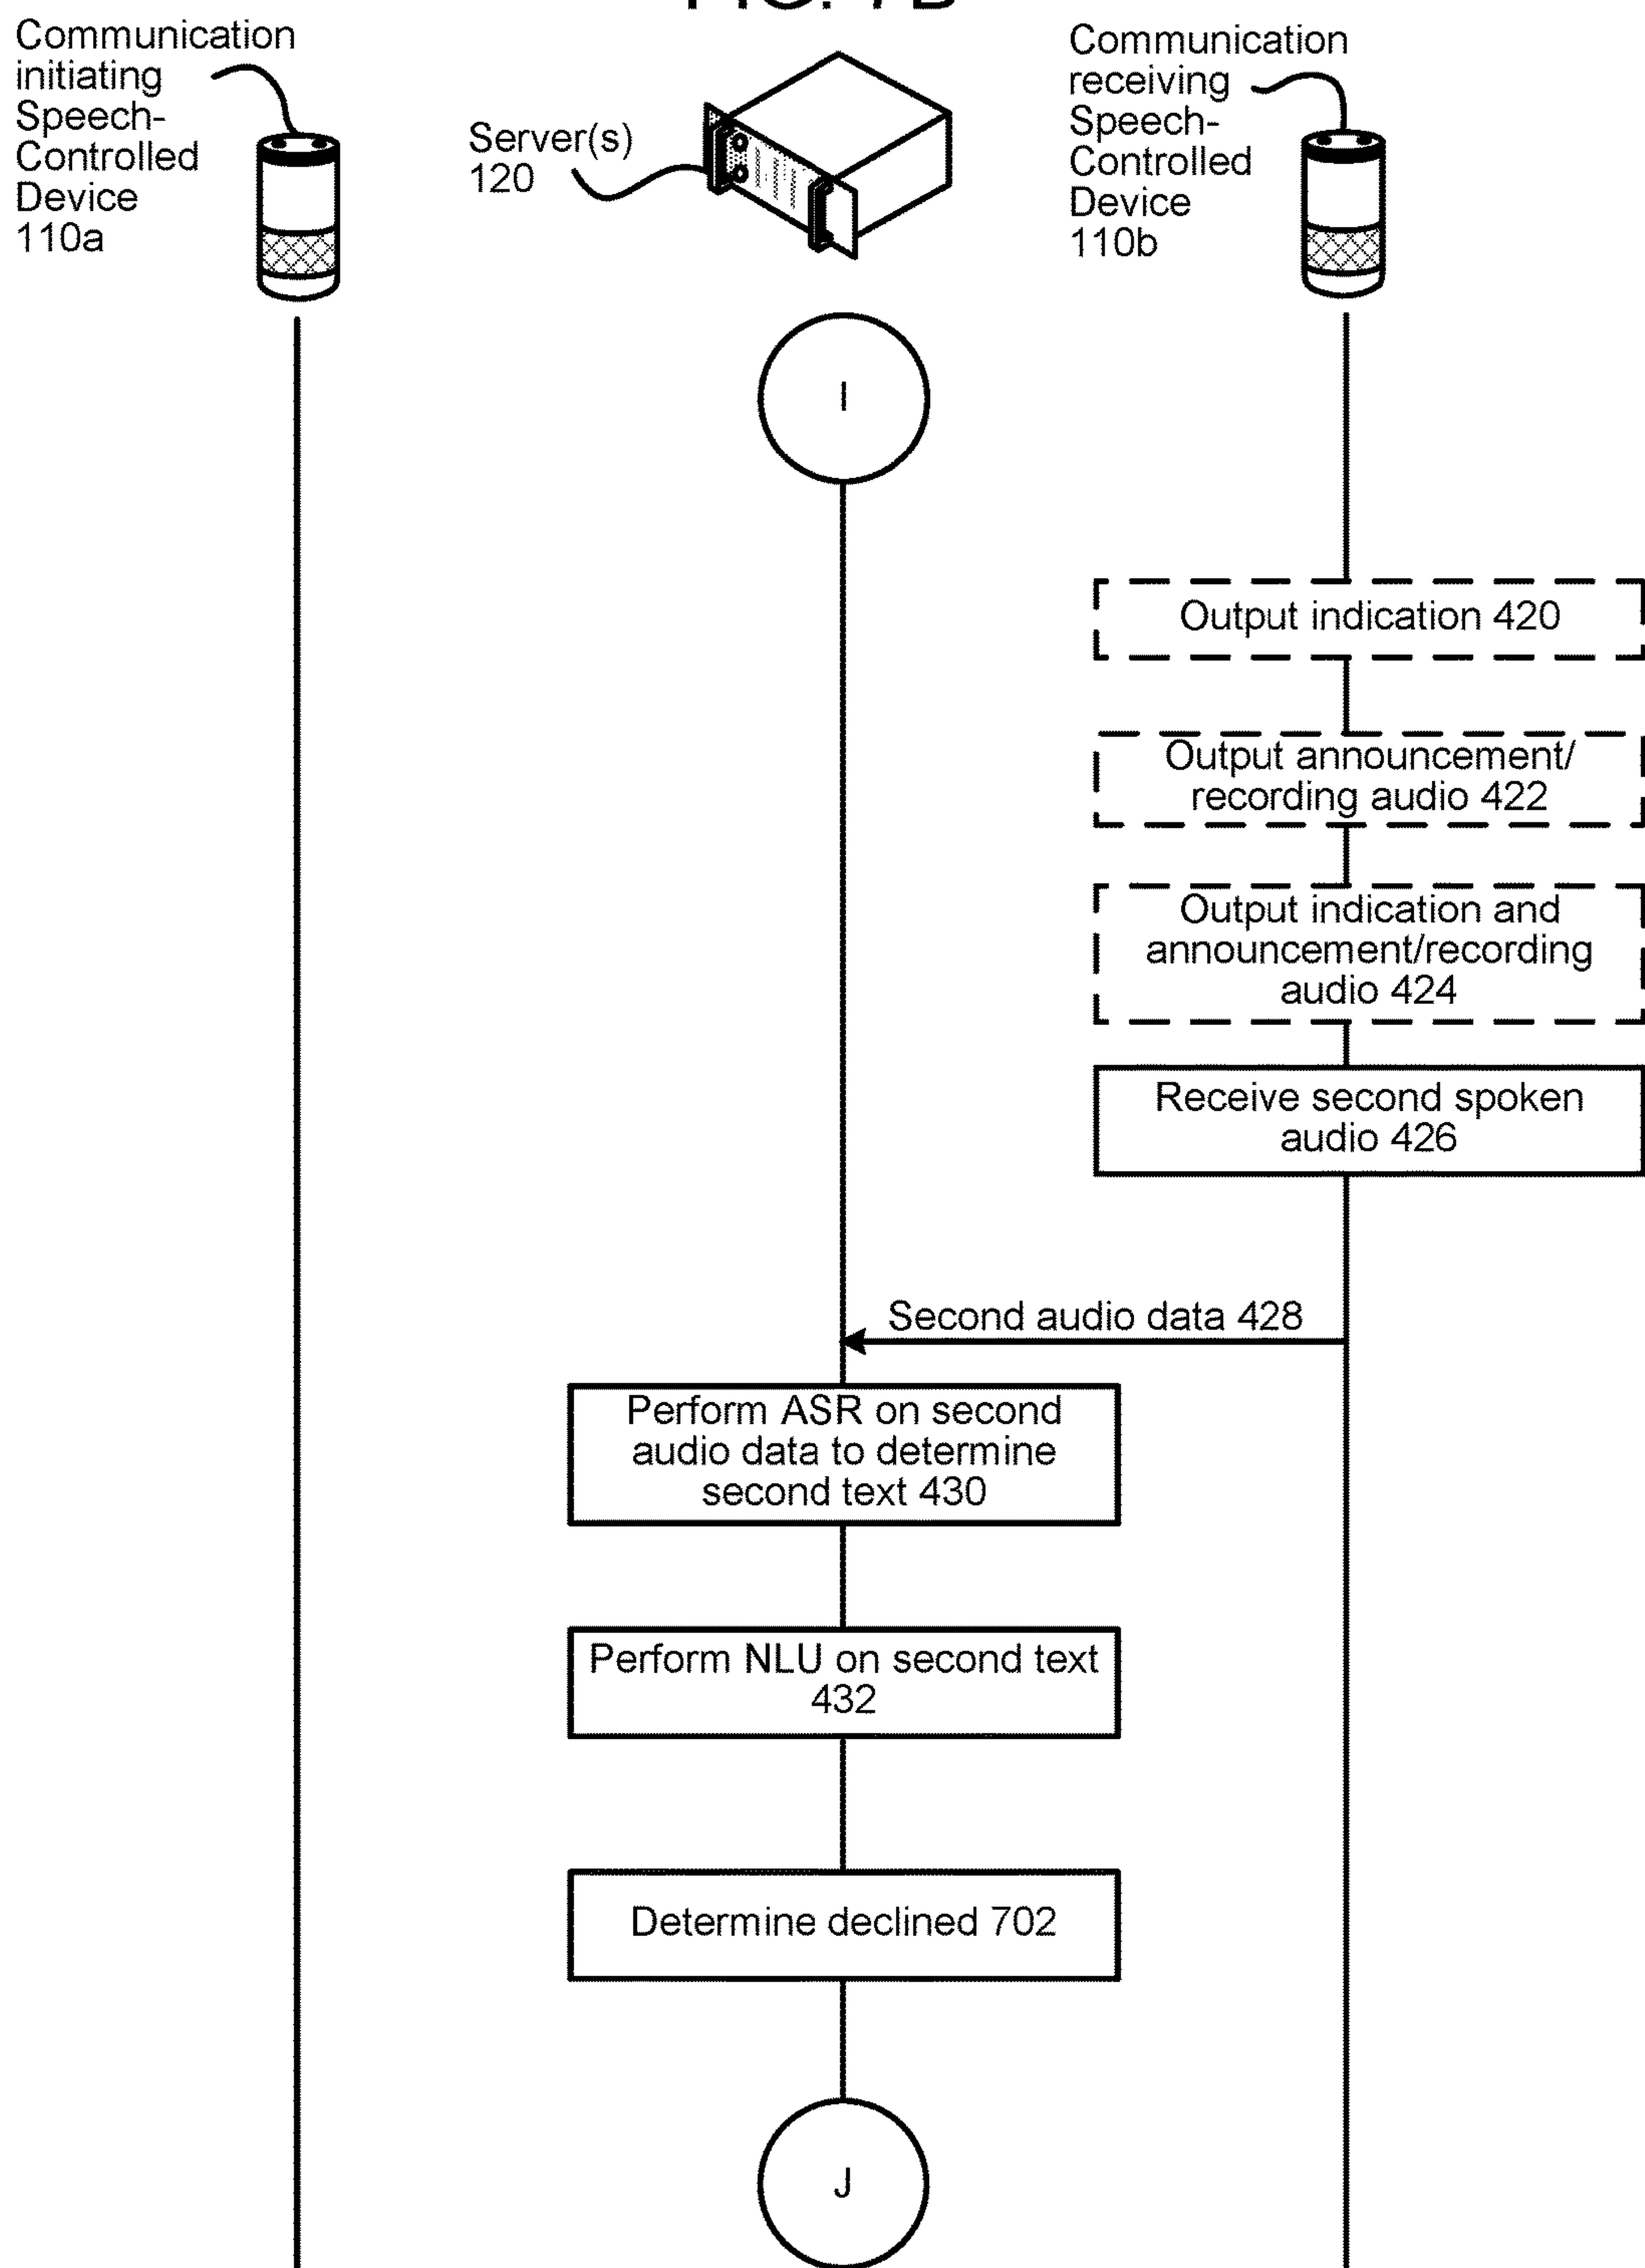 FIG. 7B
Communication
initiating
Speech-
Controlled
Device
110a
Server(s)
120
Communication
receiving
Speech-
Controlled
Device
110b
I
Output indication 420
Output announcement/
recording audio 422
Output indication and
announcement/recording
audio 424
Receive second spoken
audio 426
Second audio data 428
Perform ASR on second
audio data to determine
second text 430
Perform NLU on second text
432
Determine declined 702
J